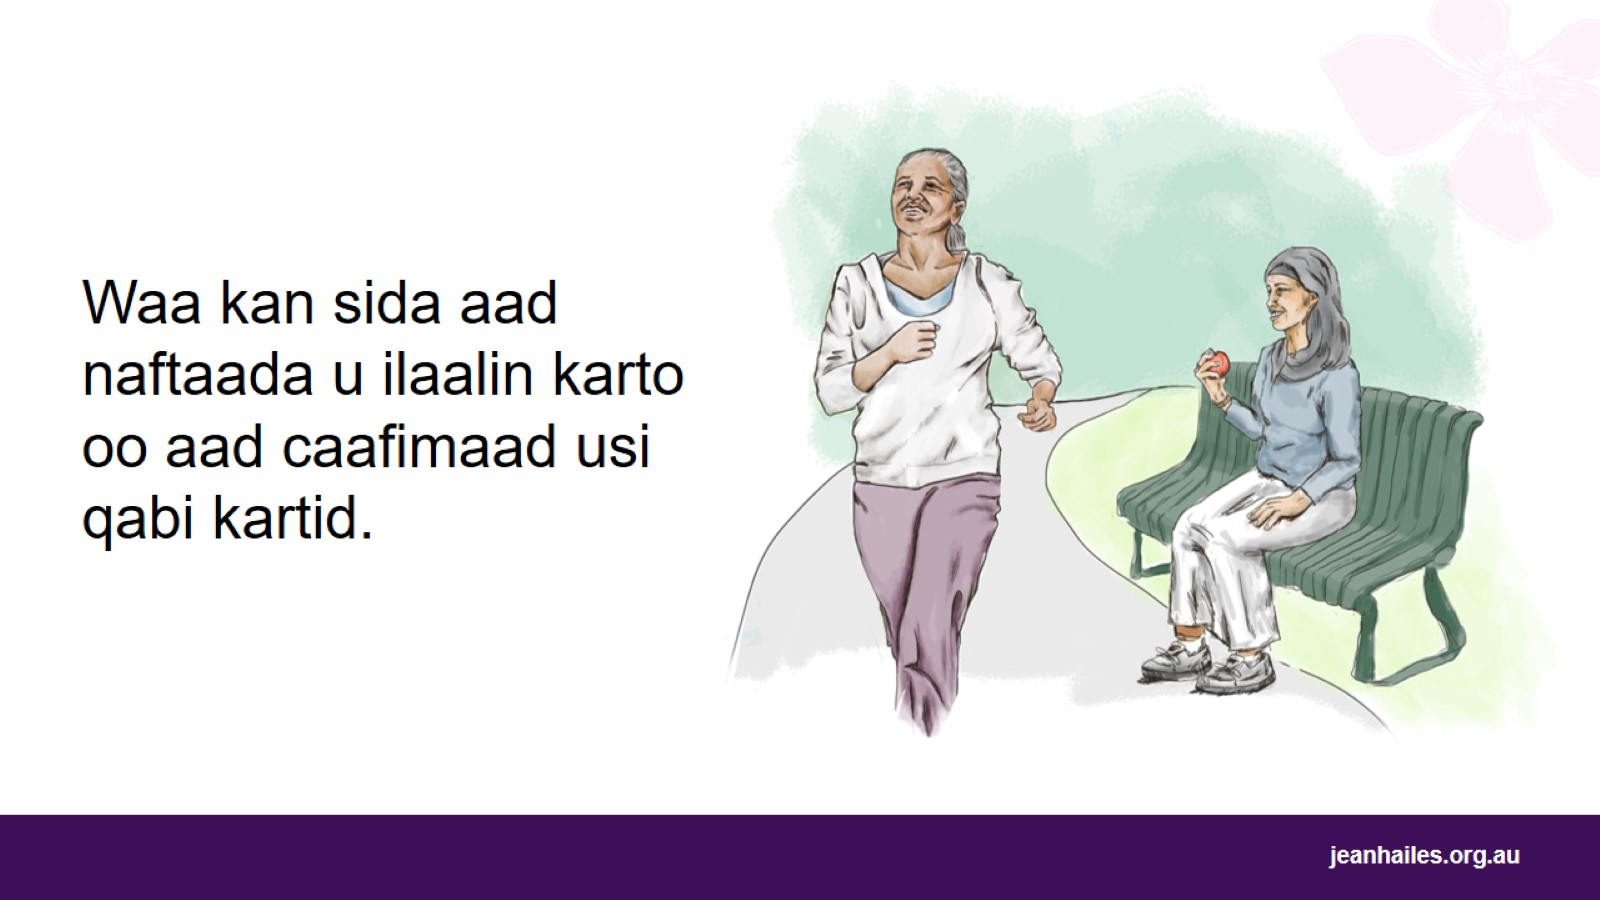 Waa kan sida aad
naftaada u ilaalin karto
oo aad caafimaad usi
qabi kartid.
jeanhailes.org.au